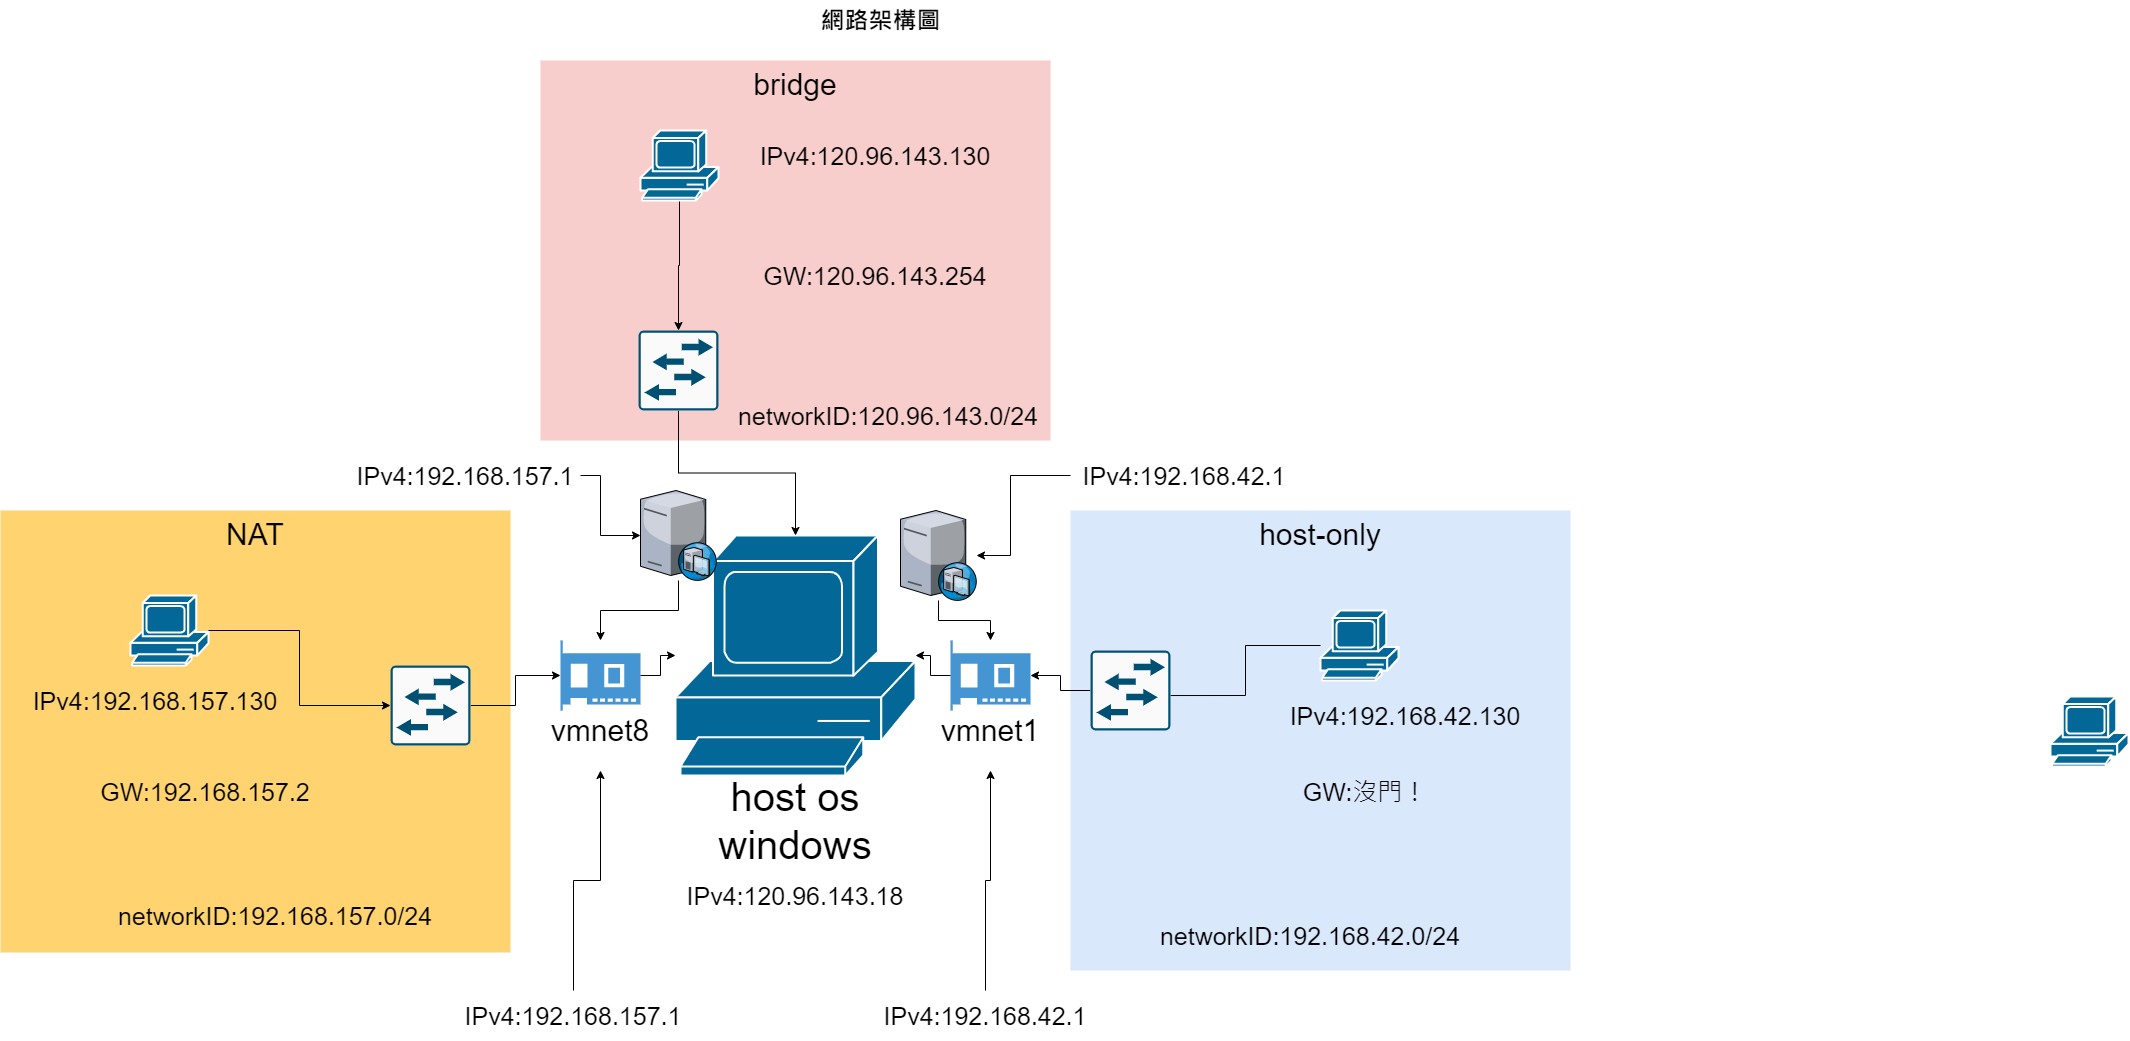 網路架構圖
bridge
IPv4:120.96.143.130
GW:120.96.143.254
networkID:120.96.143.0/24
IPv4:192.168.157.1
IPv4:192.168.42.1
NAT
IPv4:192.168.157.130
GW:192.168.157.2
networkID:192.168.157.0/24
vmnet8
host os
windows
IPv4:120.96.143.18
vmnet1
host-only
IPv4:192.168.42.130
GW:沒門！
networkID:192.168.42.0/24
IPv4:192.168.157.1
IPv4:192.168.42.1